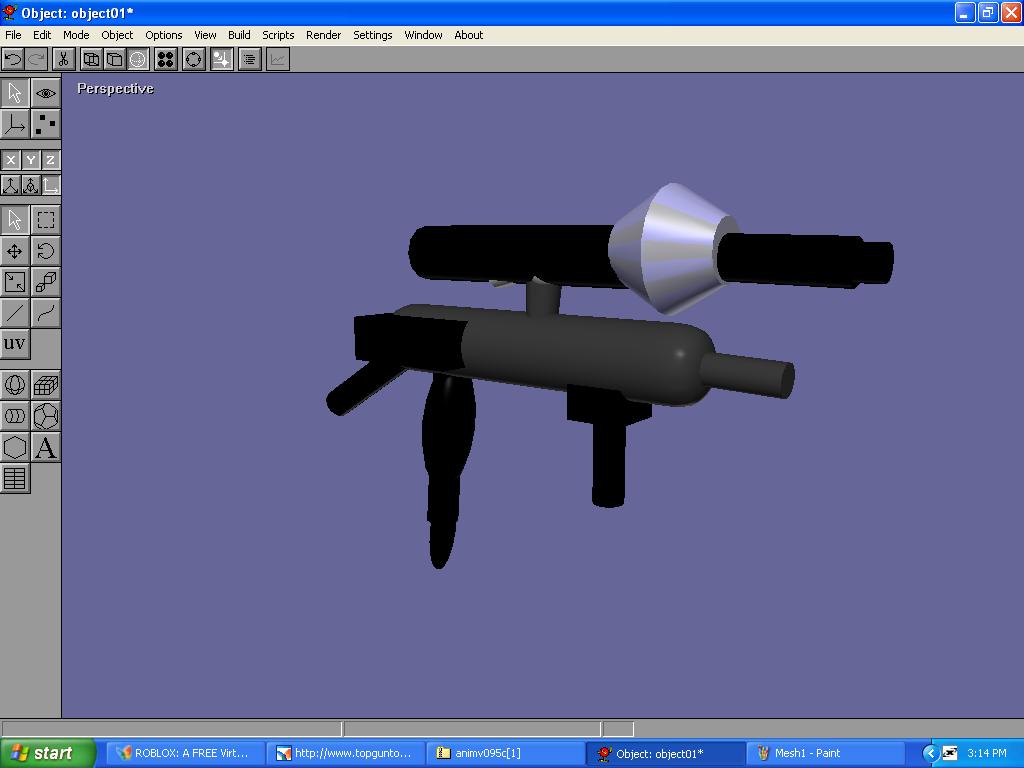 Object: object01*
File Edit Mode Object Options View Build Scripts Render Settings Window About
Perspective
X Y Z
uv
A
start ROBLOX: A FREE Virt... http://www.topgunto... animv095c[1] Object: object01* Mesh1 - Paint 3:14 PM